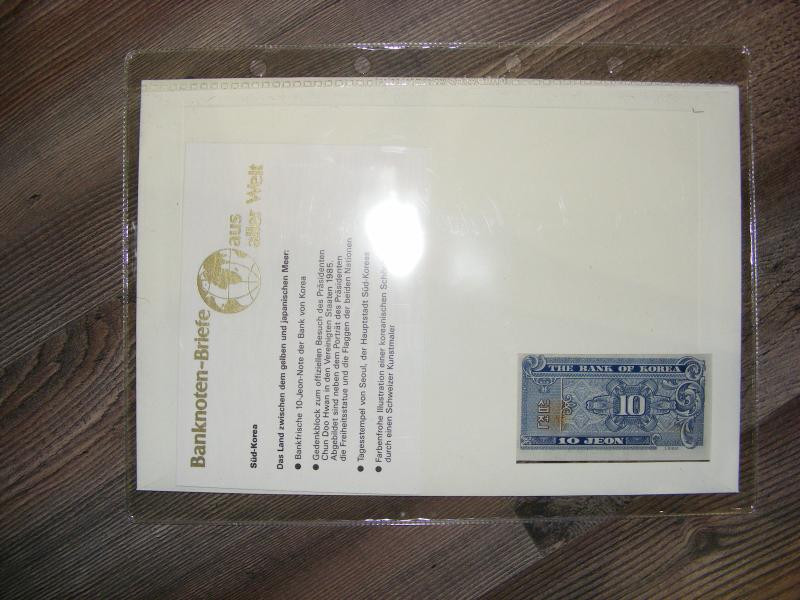 Banknoten-Briefe
aus
aller Welt
Süd-Korea
Das Land zwischen dem gelben und japanischen Meer:
● Bankfrische 10-Jeon-Note der Bank von Korea
● Gedenkblock zum offiziellen Besuch des Präsidenten
Chun Doo Hwan in den Vereinigten Staaten 1985.
Abgebildet sind neben dem Porträt des Präsidenten
die Freiheitsstatue und die Flaggen der beiden Nationen
● Tagesstempel von Seoul, der Hauptstadt Süd-Koreas
● Farbenfrohe Illustration einer koreanischen
durch einen Schweizer Kunstmaler
THE BANK OF KOREA
10
10 JEON
1962